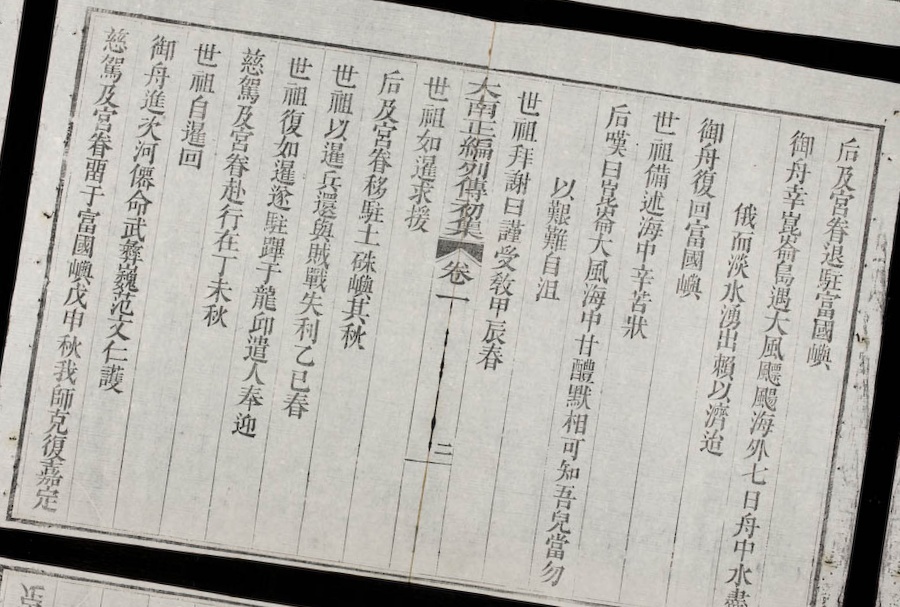 后及宮眷退駐富國嶼
御舟幸崑崙島遇大風飃颺海外七日舟中水盡
俄而淡水湧出賴以濟迨
御舟復回富國嶼
世祖備述海中辛苦狀
后嘆曰崑崙大風海中甘醴默相可知吾兒當勿
以艱難自沮
世祖拜謝曰謹受教甲辰春
大南正編列傳初集 卷一 二
世祖如暹求援
后及宮眷移駐土硃嶼其秋
世祖以暹兵還與賊戰失利乙巳春
世祖復如暹遂駐蹕于龍邱遣人奉迎
慈駕及宮眷赴行在丁未秋
世祖自暹回
御舟進次河僊命武彝巍范文仁護
慈駕及宮眷畱于富國嶼戊申秋我師克復嘉定